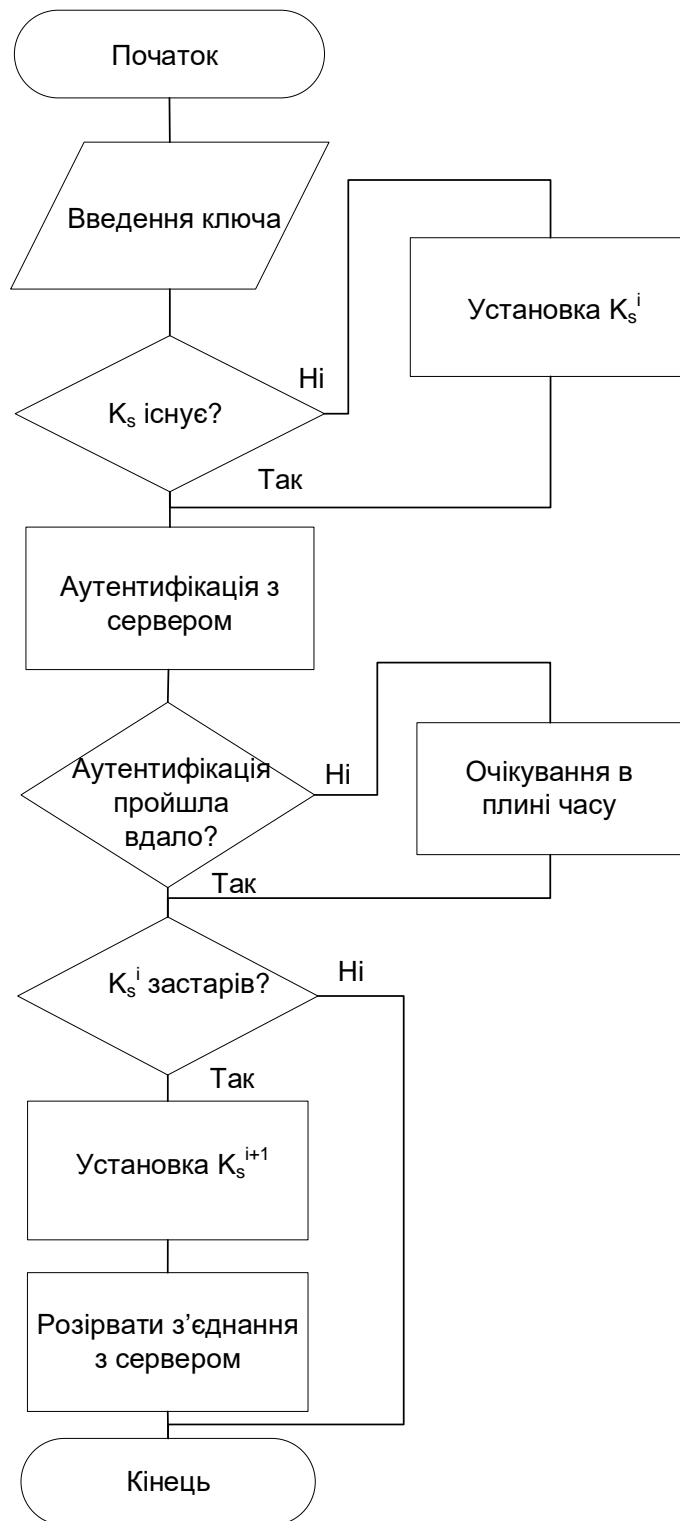 Початок
Введення ключа
Установка Kₛⁱ
Ні
Kₛ існує?
Так
Аутентифікація з
сервером
Аутентифікація
пройшла
вдало?
Ні
Очікування в
плині часу
Так
Kₛⁱ застарів?
Ні
Так
Установка Kₛⁱ⁺¹
Розірвати з’єднання
з сервером
Кінець